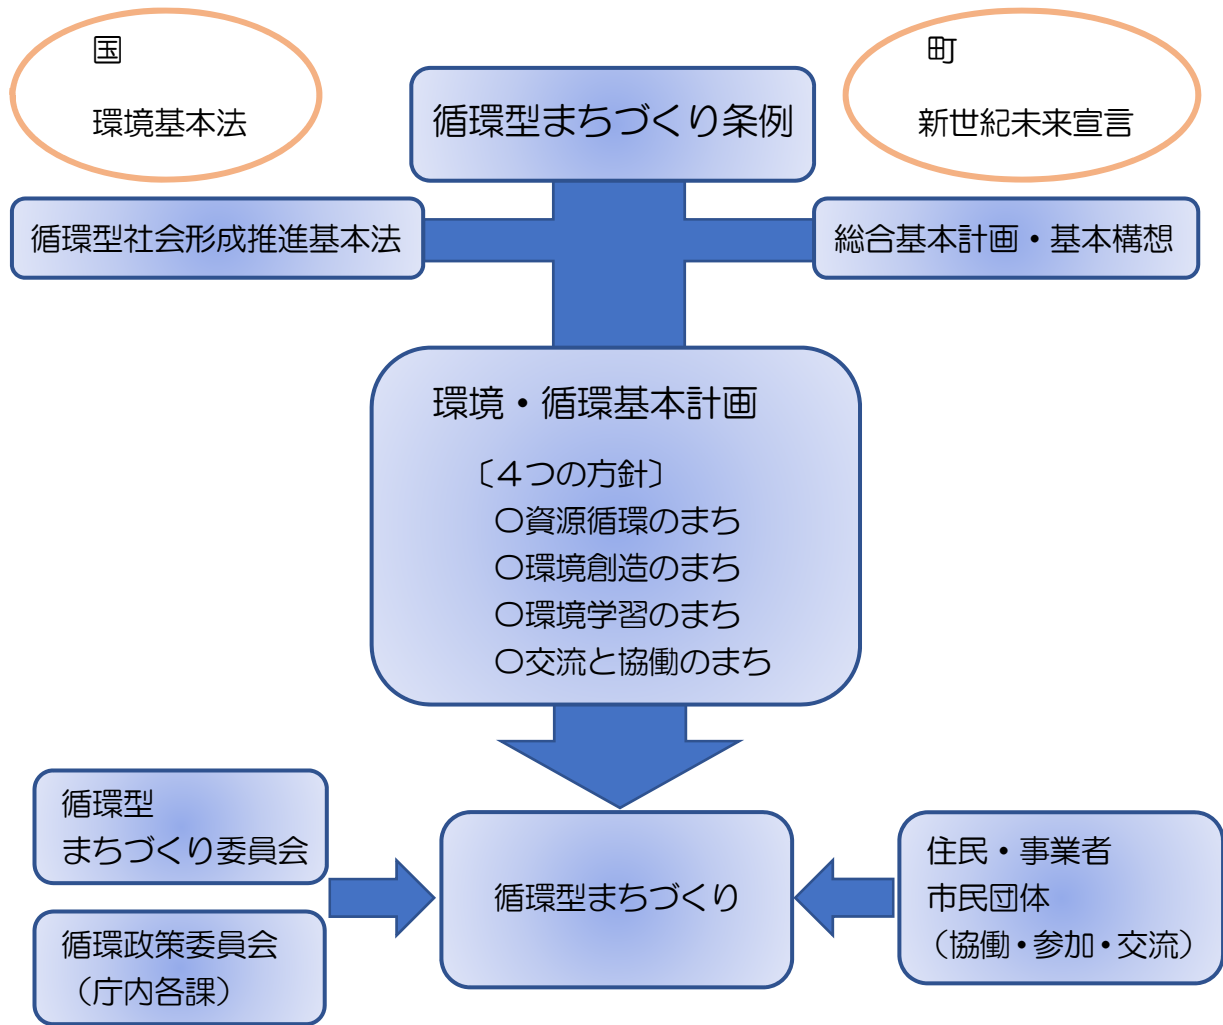 国
環境基本法
循環型まちづくり条例
町
新世紀未来宣言
循環型社会形成推進基本法
総合基本計画・基本構想
環境・循環基本計画
〔4つの方針〕
〇資源循環のまち
〇環境創造のまち
〇環境学習のまち
〇交流と協働のまち
循環型
まちづくり委員会
循環政策委員会
（庁内各課）
循環型まちづくり
住民・事業者
市民団体
（協働・参加・交流）